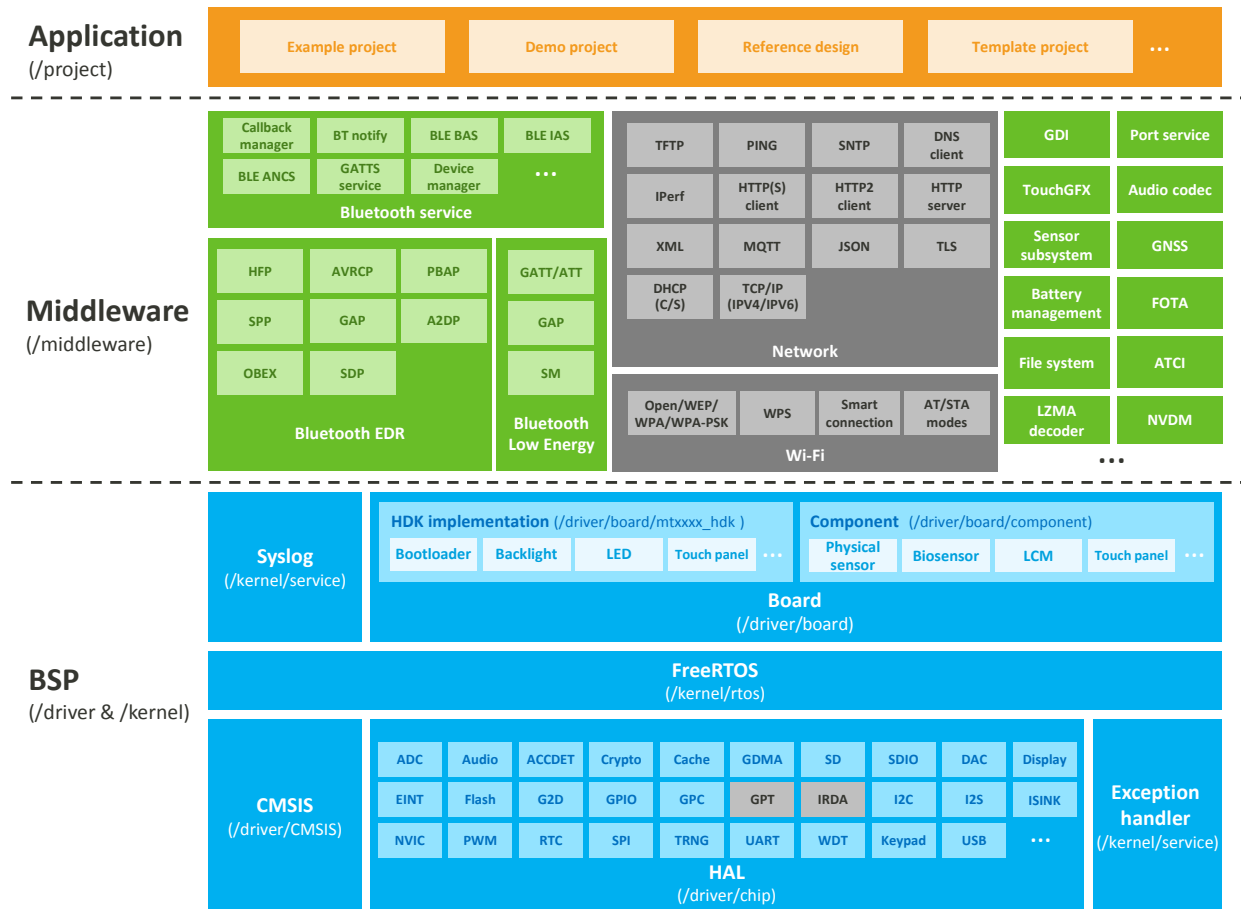 Application
(/project)
Example project
Demo project
Reference design
Template project
...
Middleware
(/middleware)
Callback
manager
BT notify
BLE BAS
BLE IAS
BLE ANCS
GATTS
service
Device
manager
...
Bluetooth service
HFP
AVRCP
PBAP
SPP
GAP
A2DP
OBEX
SDP
Bluetooth EDR
GATT/ATT
GAP
SM
Bluetooth
Low Energy
TFTP
PING
SNTP
DNS
client
IPerf
HTTP(S)
client
HTTP2
client
HTTP
server
XML
MQTT
JSON
TLS
DHCP
(C/S)
TCP/IP
(IPV4/IPV6)
Network
Open/WEP/
WPA/WPA-PSK
WPS
Smart
connection
AT/STA
modes
Wi-Fi
GDI
Port service
TouchGFX
Audio codec
Sensor
subsystem
GNSS
Battery
management
FOTA
File system
ATCI
LZMA
decoder
NVDM
...
BSP
(/driver & /kernel)
Syslog
(/kernel/service)
HDK implementation (/driver/board/mtxxxx_hdk )
Bootloader
Backlight
LED
Touch panel
...
Component (/driver/board/component)
Physical
sensor
Biosensor
LCM
Touch panel
...
Board
(/driver/board)
FreeRTOS
(/kernel/rtos)
CMSIS
(/driver/CMSIS)
ADC
Audio
ACCDET
Crypto
Cache
GDMA
SD
SDIO
DAC
Display
EINT
Flash
G2D
GPIO
GPC
GPT
IRDA
I2C
I2S
ISINK
NVIC
PWM
RTC
SPI
TRNG
UART
WDT
Keypad
USB
...
HAL
(/driver/chip)
Exception
handler
(/kernel/service)